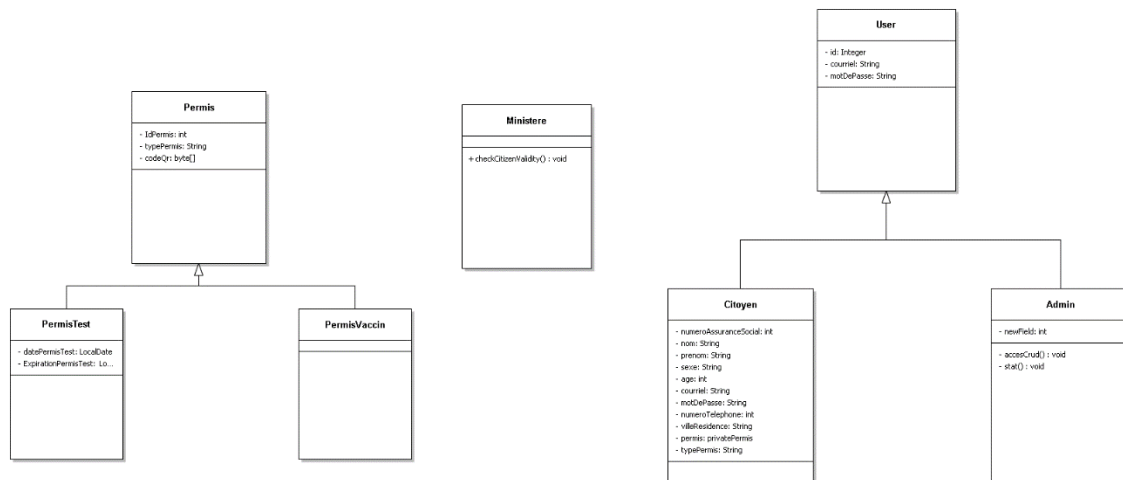 User
- id: Integer
- courriel: String
- motDePasse: String
Permis
- IdPermis: int
- typePermis: String
- codeQr: byte[]
Ministere
+ checkCitizenValidity() : void
PermisTest
- datePermisTest: LocalDate
- ExpirationPermisTest: Lo...
PermisVaccin
Citoyen
- numeroAssuranceSocial: int
- nom: String
- prenom: String
- sexe: String
- age: int
- courriel: String
- motDePasse: String
- numeroTelephone: int
- villeResidence: String
- permis: privatePermis
- typePermis: String
Admin
- newField: int
- accesCrud() : void
- stat() : void